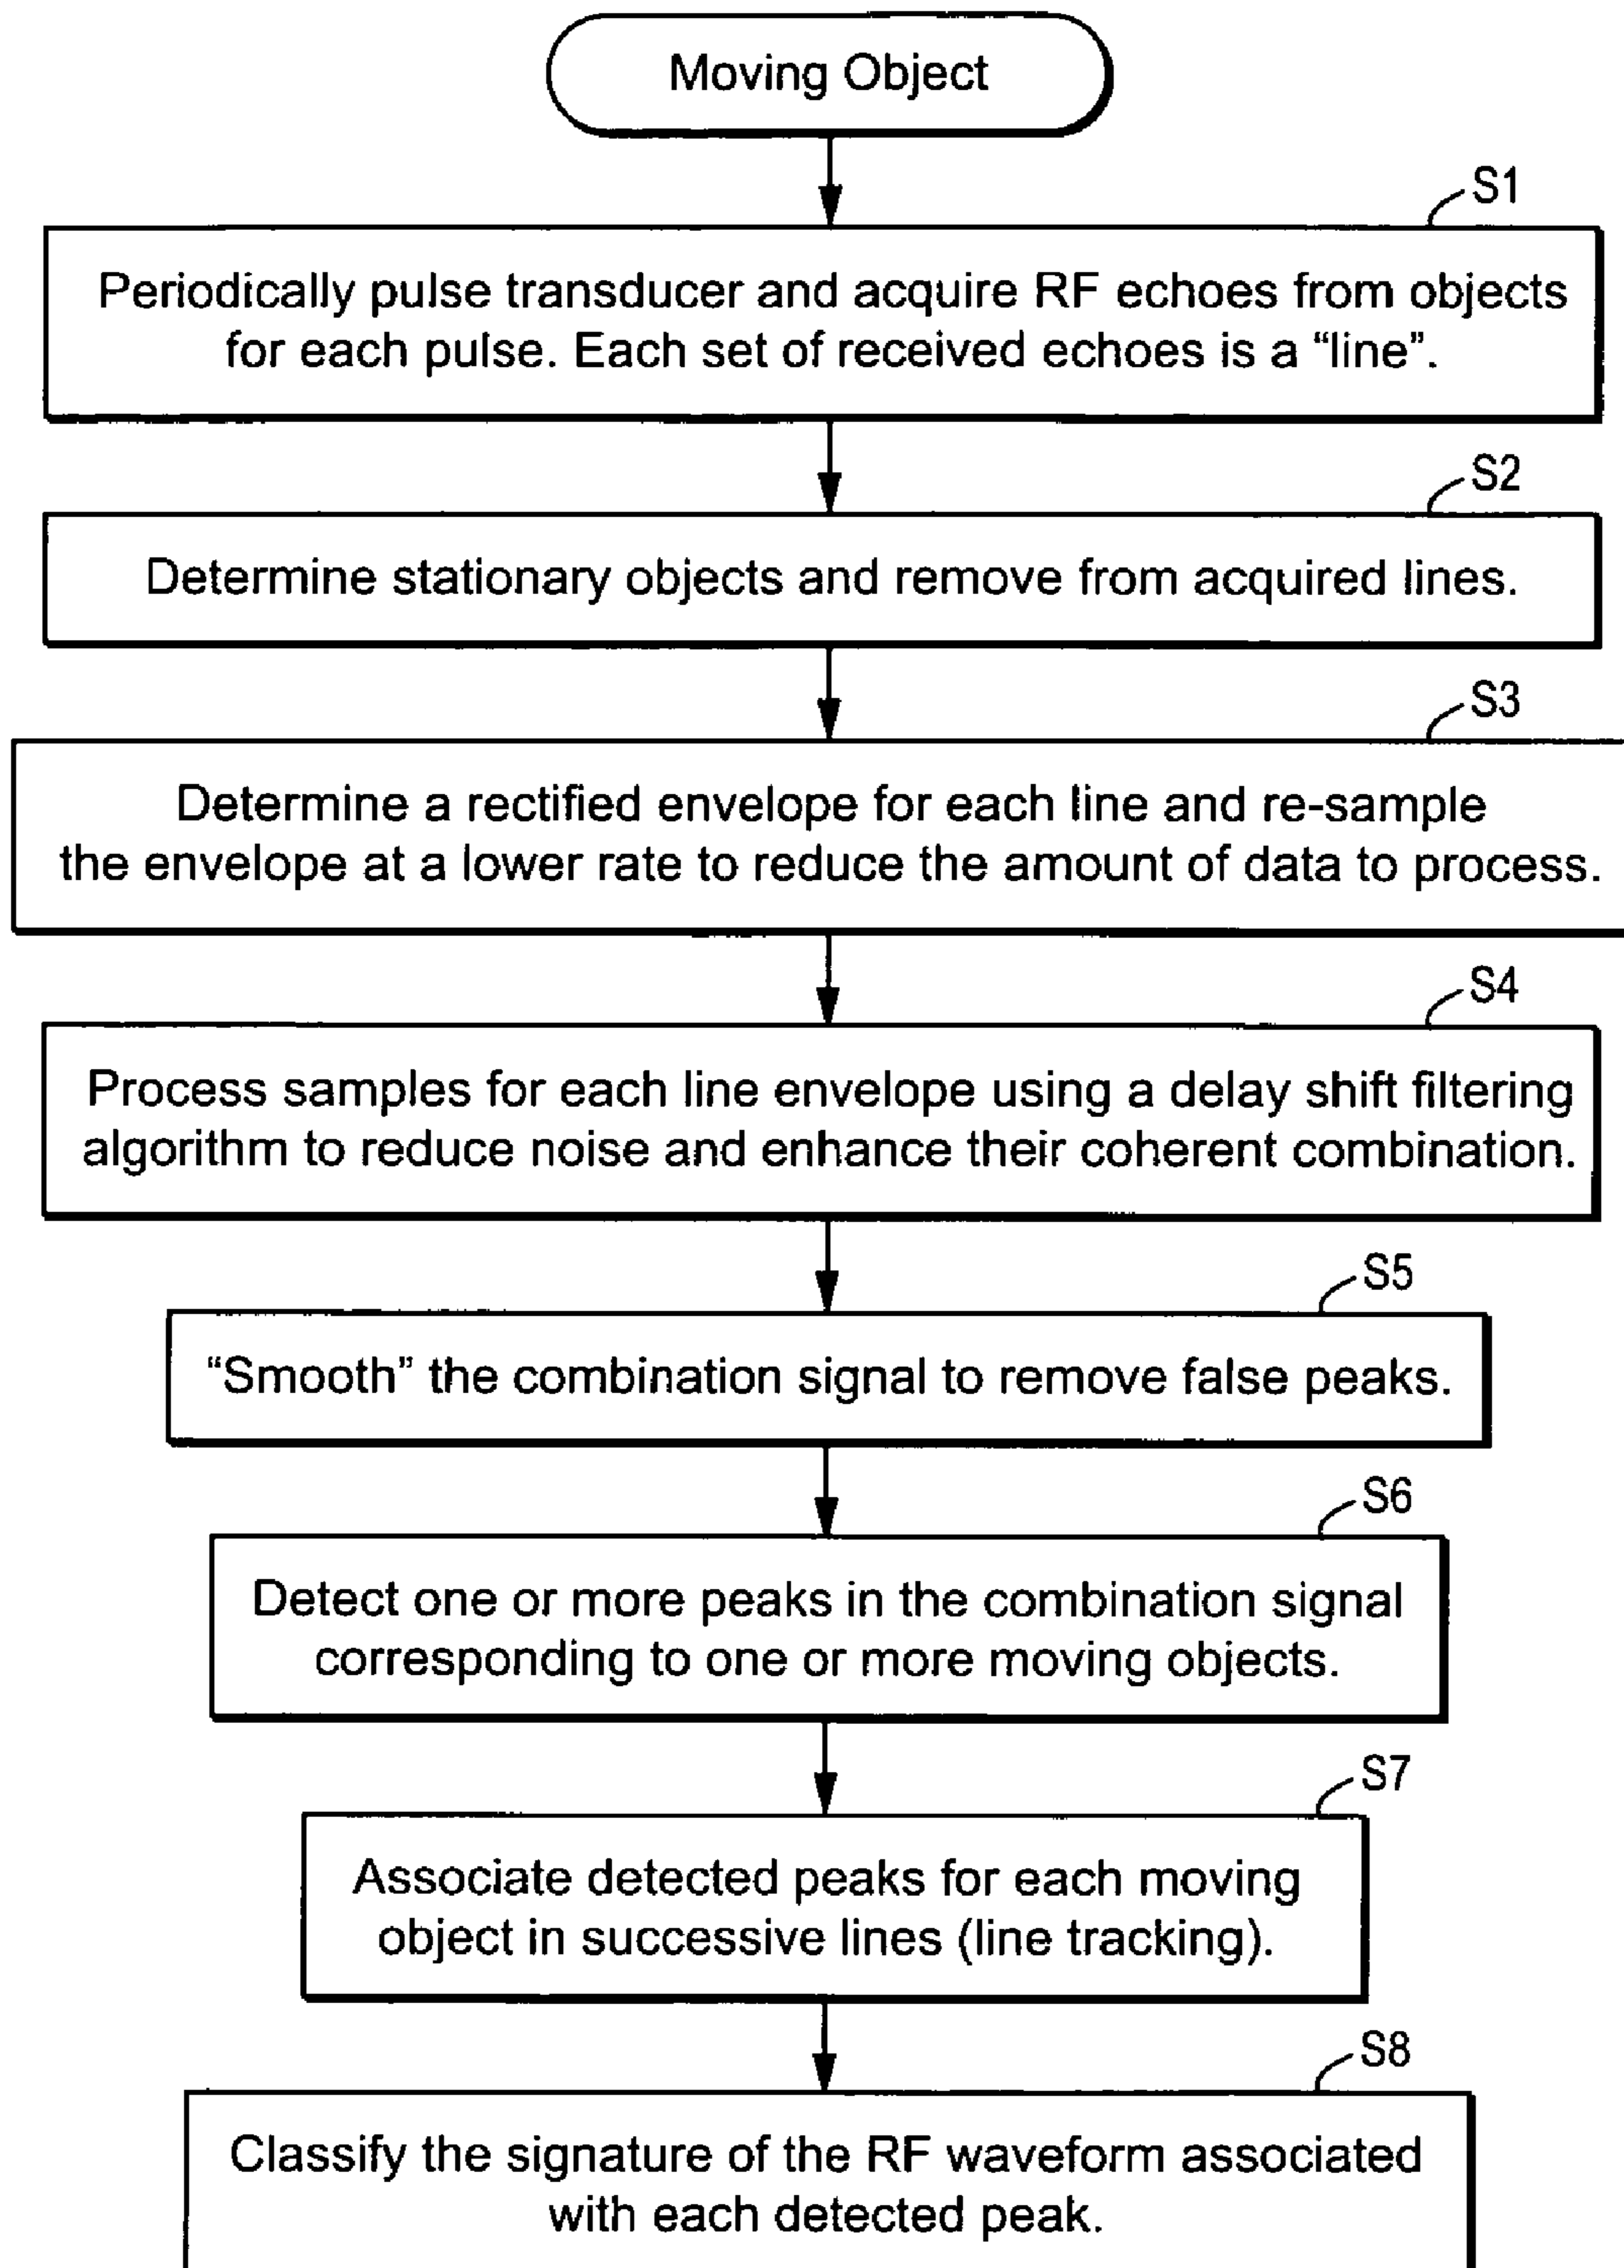 Moving Object
S1
Periodically pulse transducer and acquire RF echoes from objects
for each pulse. Each set of received echoes is a “line”.
S2
Determine stationary objects and remove from acquired lines.
S3
Determine a rectified envelope for each line and re-sample
the envelope at a lower rate to reduce the amount of data to process.
S4
Process samples for each line envelope using a delay shift filtering
algorithm to reduce noise and enhance their coherent combination.
S5
“Smooth” the combination signal to remove false peaks.
S6
Detect one or more peaks in the combination signal
corresponding to one or more moving objects.
S7
Associate detected peaks for each moving
object in successive lines (line tracking).
S8
Classify the signature of the RF waveform associated
with each detected peak.